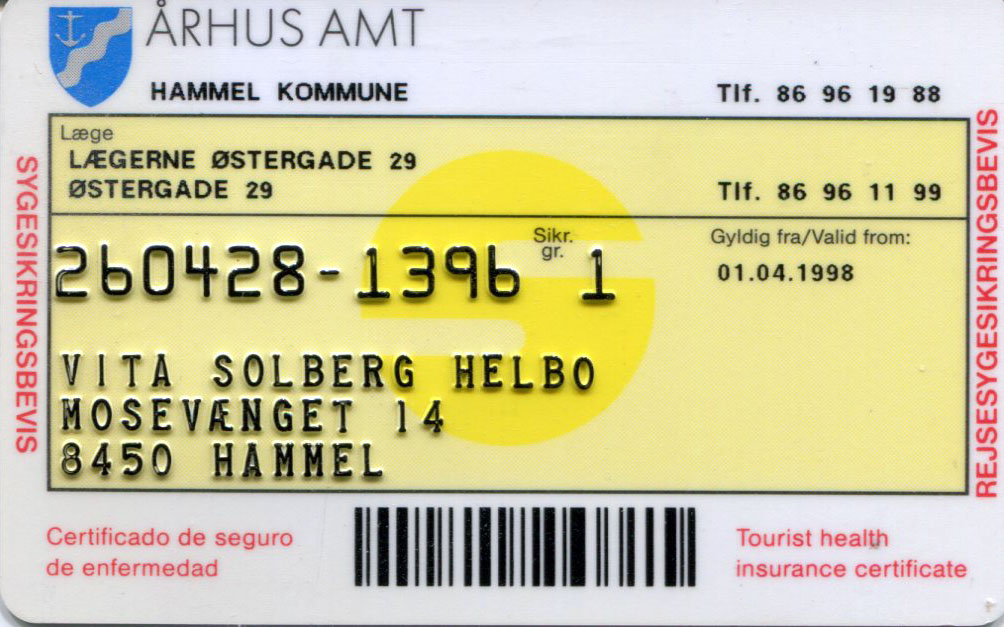 ÅRHUS AMT
HAMMEL KOMMUNE Tlf. 86 96 19 88
Læge
LÆGERNE ØSTERGADE 29
ØSTERGADE 29 Tlf. 86 96 11 99
Sikr. gr. Gyldig fra/Valid from:
260428-1396 1 01.04.1998
VITA SOLBERG HELBO
MOSEVÆNGET 14
8450 HAMMEL
SYGESIKRINGSBEVIS
REJSESYGESIKRINGSBEVIS
Certificado de seguro
de enfermedad
Tourist health
insurance certificate